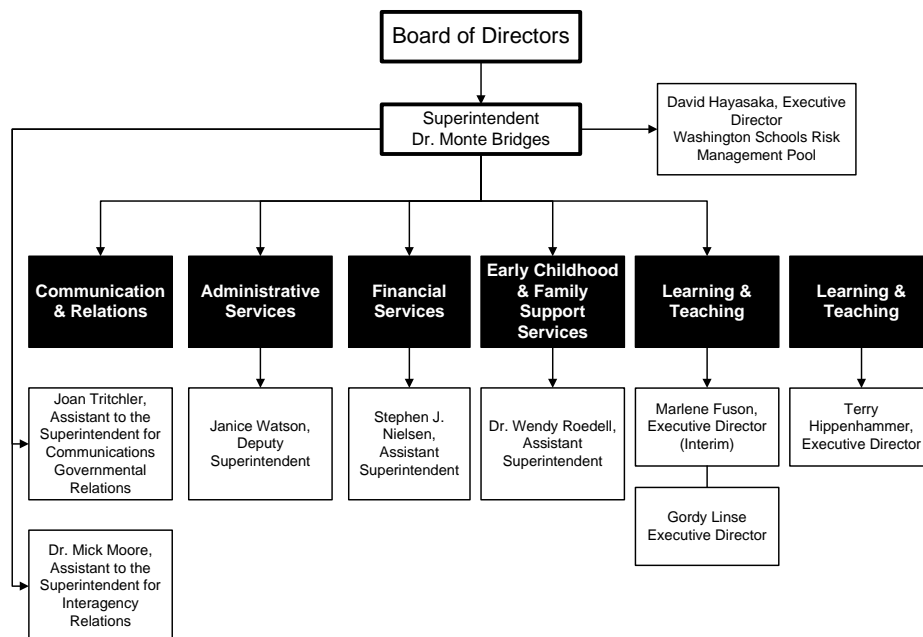 Board of Directors
Superintendent
Dr. Monte Bridges
David Hayasaka, Executive
Director
Washington Schools Risk
Management Pool
Communication
& Relations
Administrative
Services
Financial
Services
Early Childhood
& Family
Support
Services
Learning &
Teaching
Learning &
Teaching
Joan Tritchler,
Assistant to the
Superintendent for
Communications
Governmental
Relations
Janice Watson,
Deputy
Superintendent
Stephen J.
Nielsen,
Assistant
Superintendent
Dr. Wendy Roedell,
Assistant
Superintendent
Marlene Fuson,
Executive Director
(Interim)
Terry
Hippenhammer,
Executive Director
Gordy Linse
Executive Director
Dr. Mick Moore,
Assistant to the
Superintendent for
Interagency
Relations